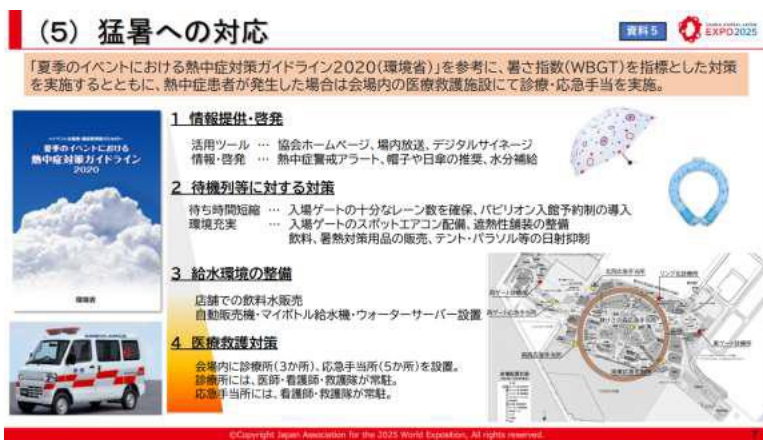 （５）猛暑への対応
資料５
EXPO2025
「夏季のイベントにおける熱中症対策ガイドライン2020（環境省）」を参考に、暑さ指数（WBGT）を指標とした対策
を実施するとともに、熱中症患者が発生した場合は会場内の医療救護施設にて診療・応急手当を実施。
夏季のイベントにおける
熱中症対策ガイドライン
2020
環境省
1 情報提供・啓発
活用ツール … 協会ホームページ、場内放送、デジタルサイネージ
情報・啓発 … 熱中症警戒アラート、帽子や日傘の推奨、水分補給
2 待機列等に対する対策
待ち時間短縮 … 入場ゲートの十分なレーン数を確保、パビリオン入館予約制の導入
環境充実 … 入場ゲートのスポットエアコン配備、遮熱性舗装の整備
飲料、暑熱対策用品の販売、テント・パラソル等の日射抑制
3 給水環境の整備
店舗での飲料水販売
自動販売機・マイボトル給水機・ウォーターサーバー設置
4 医療救護対策
会場内に診療所（3か所）、応急手当所（5か所）を設置。
診療所には、医師・看護師・救護隊が常駐。
応急手当所には、看護師・救護隊が常駐。
©Copyright Japan Association for the 2025 World Exposition, All rights reserved.